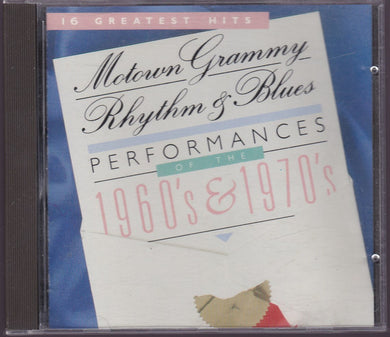 16 GREATEST HITS
Motown Grammy
Rhythm & Blues
PERFORMANCES
OF THE
1960's & 1970's